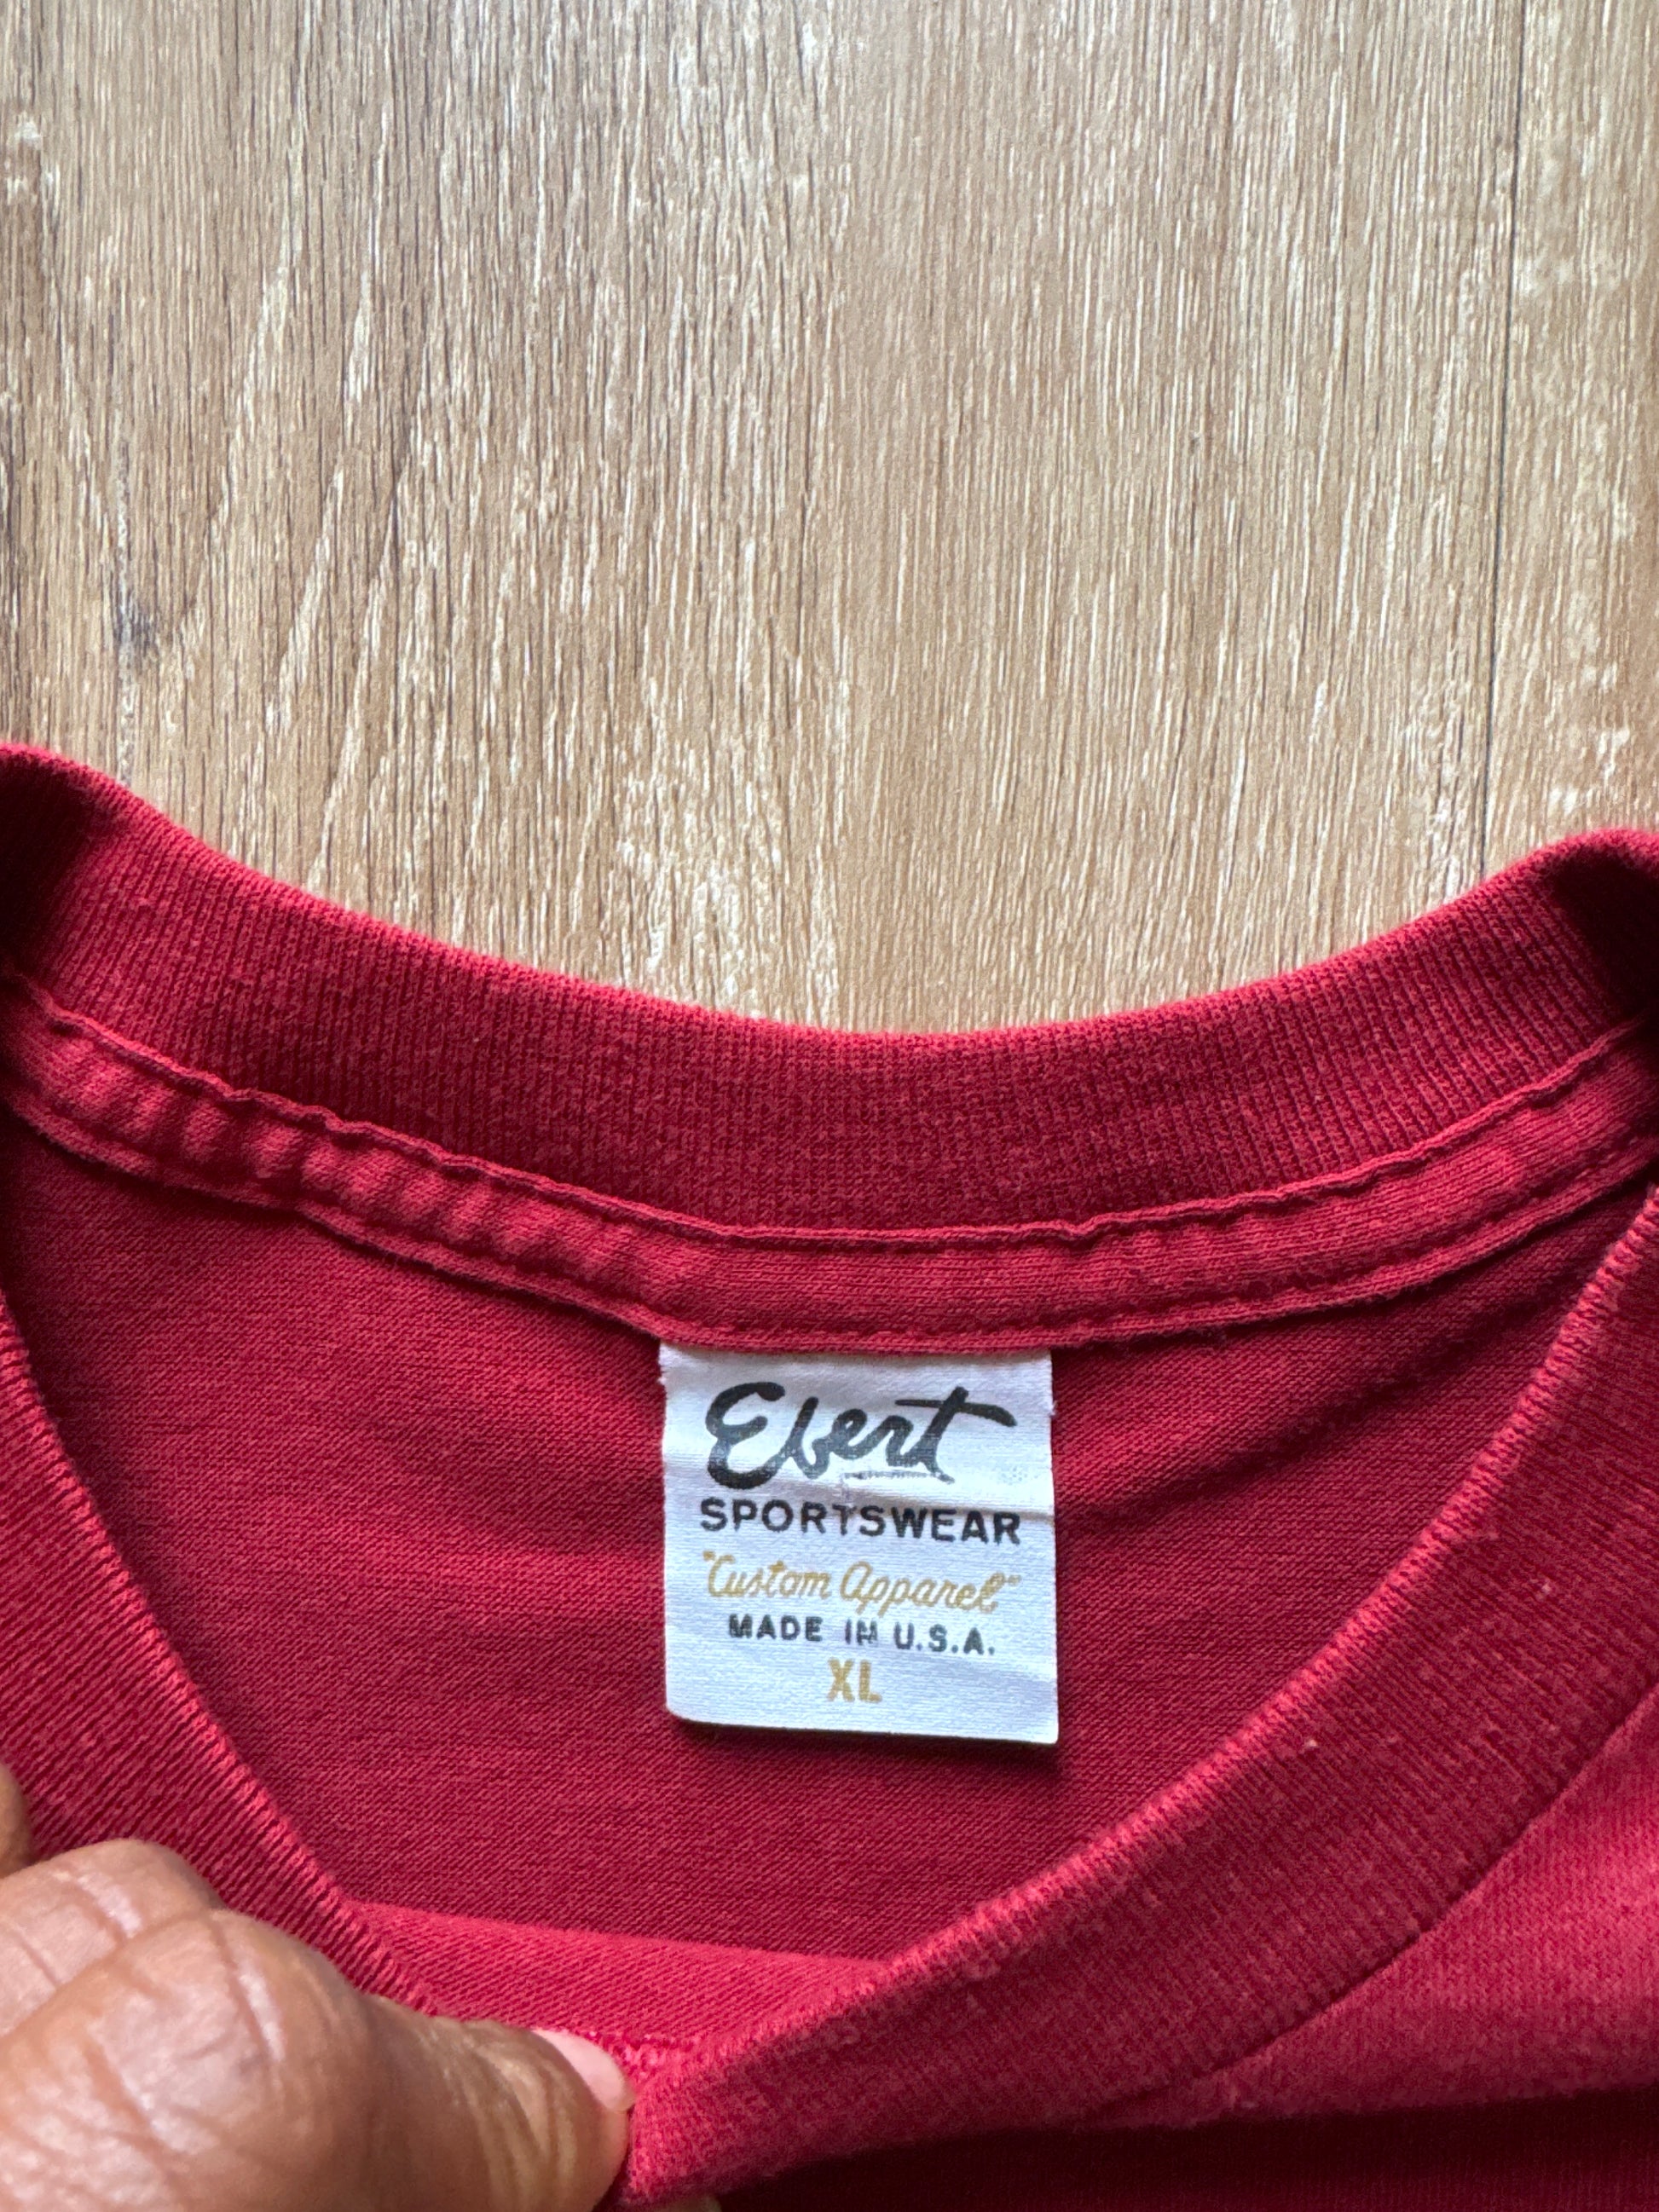 Ebert
SPORTSWEAR
"Custom Apparel"
MADE IN U.S.A.
XL